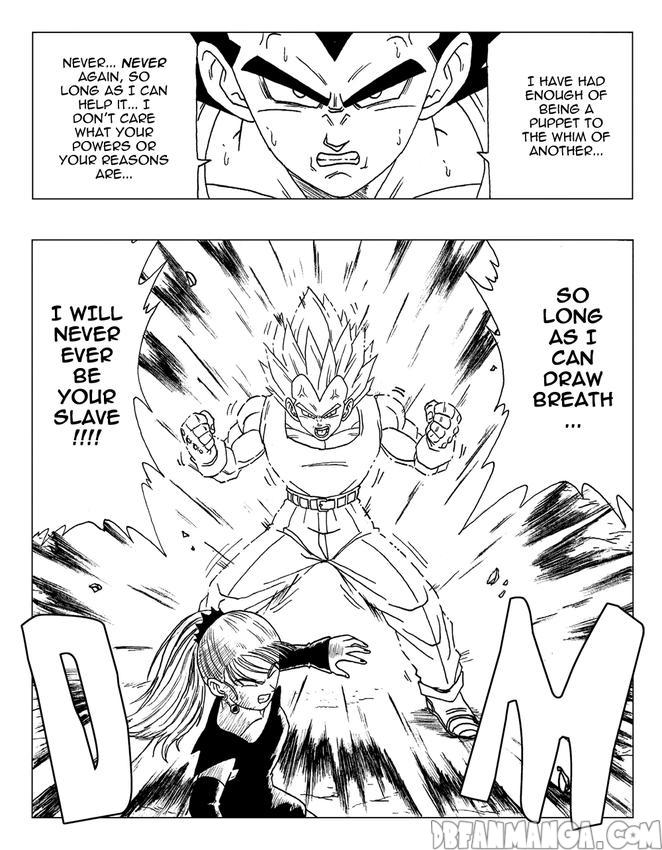 I HAVE HAD
ENOUGH OF
BEING A
PUPPET TO
THE WHIM OF
ANOTHER...
NEVER... NEVER
AGAIN, SO
LONG AS I CAN
HELP IT... I
DON'T CARE
WHAT YOUR
POWERS OR
YOUR REASONS
ARE...
SO
LONG
AS I
CAN
DRAW
BREATH
...
I WILL
NEVER
EVER
BE
YOUR
SLAVE
!!!!
D M
DBFANMANGA.COM